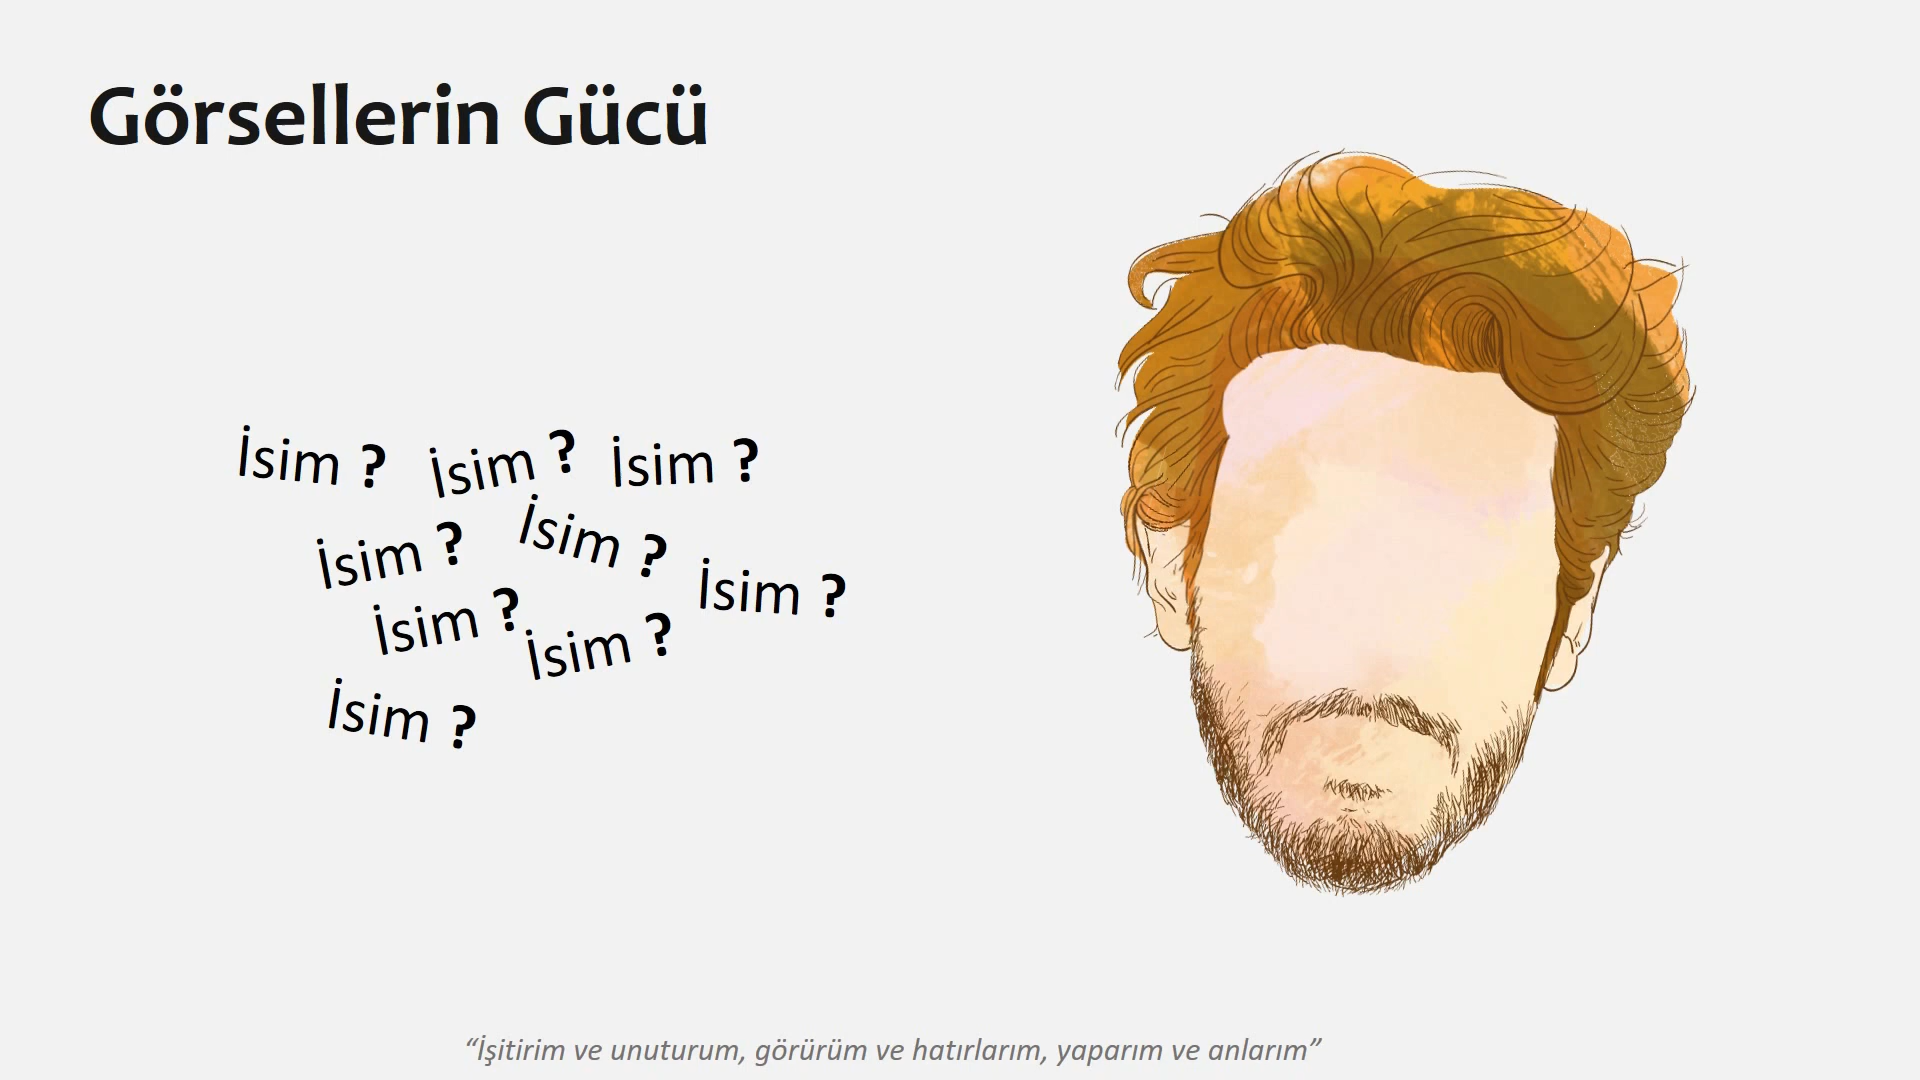 Görsellerin Gücü
İsim ? İsim ? İsim ?
İsim ? İsim ?
İsim ?
İsim ? İsim ?
İsim ?
“İşitirim ve unuturum, görürüm ve hatırlarım, yaparım ve anlarım”